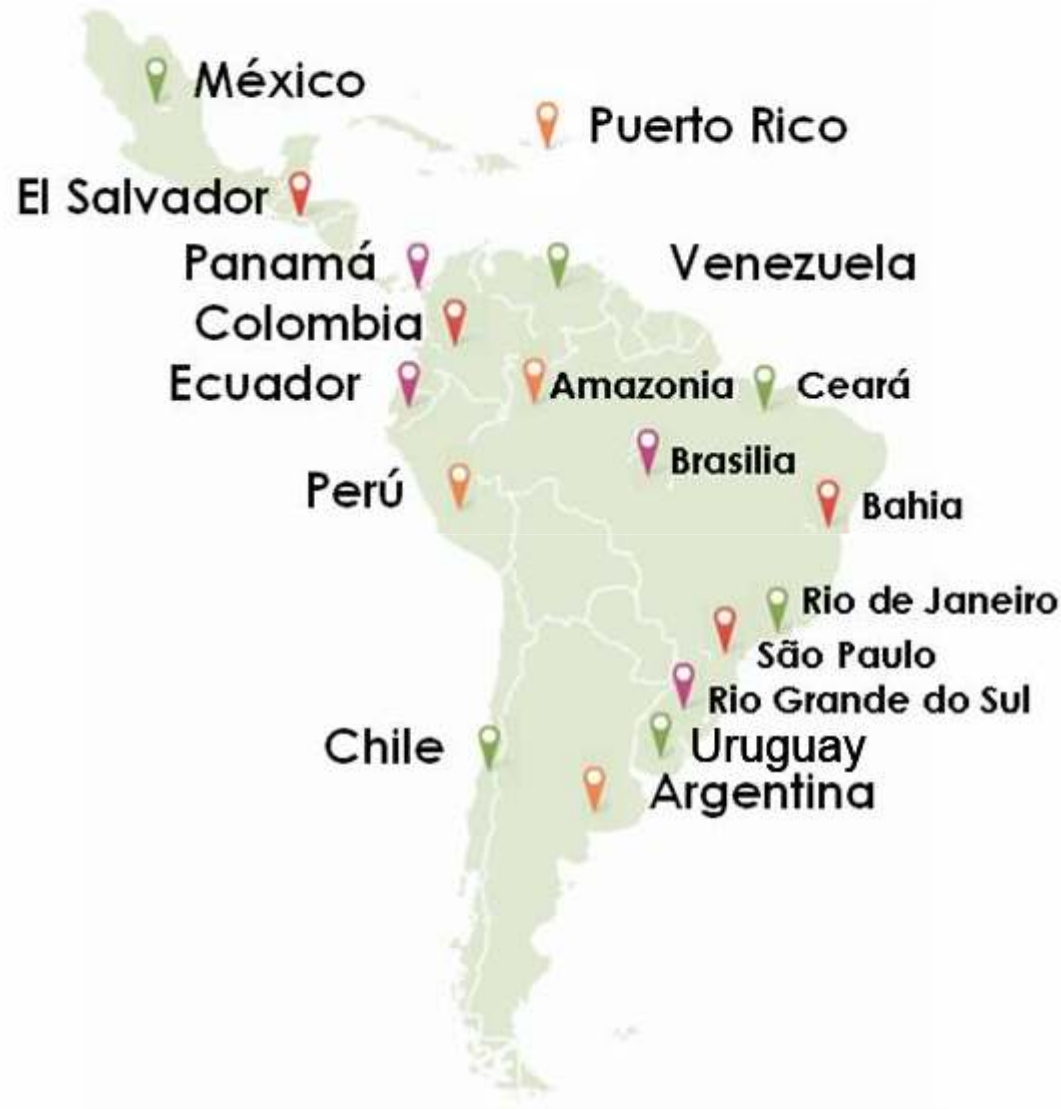 México
Puerto Rico
El Salvador
Panamá
Venezuela
Colombia
Ecuador
Amazonia
Ceará
Brasilia
Perú
Bahia
Rio de Janeiro
São Paulo
Rio Grande do Sul
Chile
Uruguay
Argentina